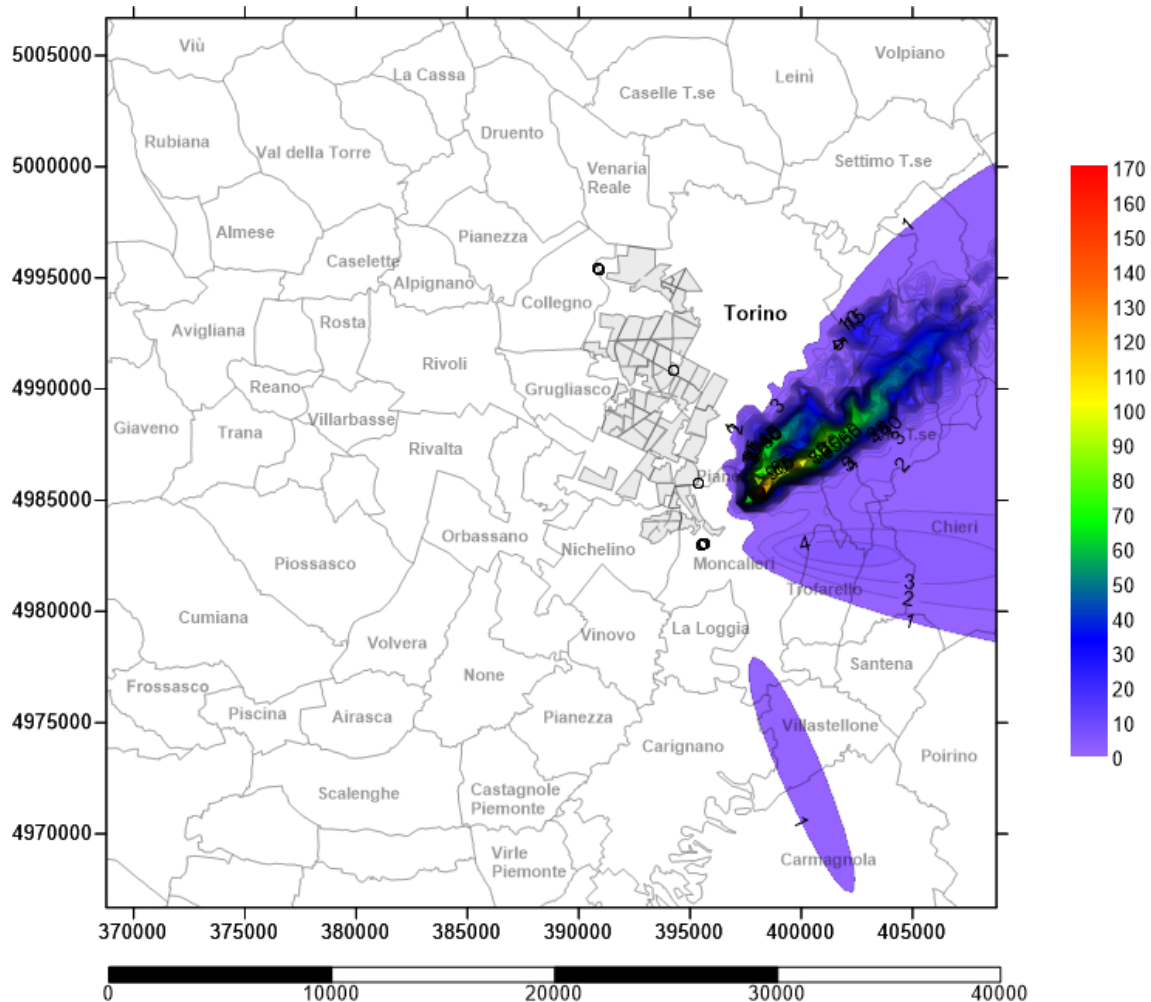 5005000
5000000
4995000
4990000
4985000
4980000
4975000
4970000
Viù
La Cassa
Volpiano
Leinì
Caselle T.se
Rubiana
Val della Torre
Druento
Venaria
Reale
Settimo T.se
Almese
Pianezza
Caselette
Alpignano
Collegno
Torino
Avigliana
Rosta
Rivoli
Reano
Grugliasco
Giaveno
Trana
Villarbasse
Rivalta
T.se
Orbassano
Nichelino
Chieri
Piossasco
Moncalieri
Trofarello
Cumiana
Volvera
Vinovo
La Loggia
Santena
None
Frossasco
Piscina
Airasca
Pianezza
Villastellone
Carignano
Poirino
Scalenghe
Castagnole
Piemonte
Virle
Piemonte
Carmagnola
1
3
2
3
2
4
3
2
1
1
370000
375000
380000
385000
390000
395000
400000
405000
0
10000
20000
30000
40000
170
160
150
140
130
120
110
100
90
80
70
60
50
40
30
20
10
0